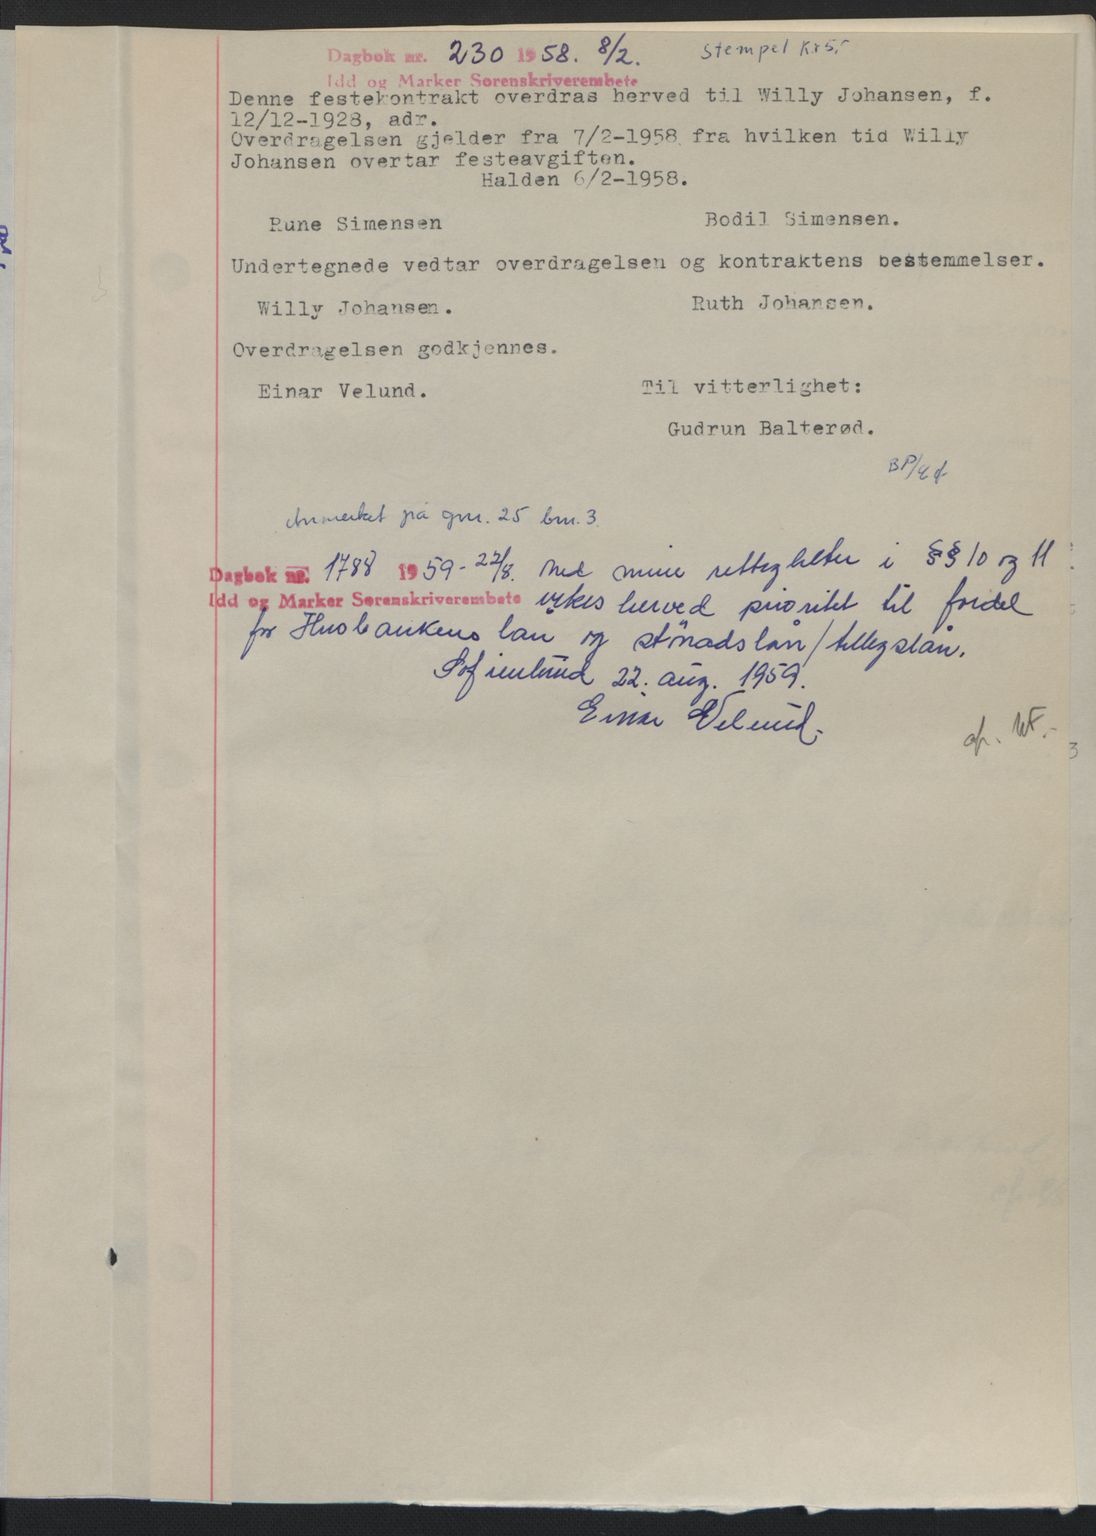 Dagbok nr. 230 1958. 8/2. Stempel Kr 5,-
Idd og Marker Sorenskriverembete
Denne festekontrakt overdras herved til Willy Johansen, f.
12/12-1928, adr.
Overdragelsen gjelder fra 7/2-1958 fra hvilken tid Willy
Johansen overtar festeavgiften.
Halden 6/2-1958.
Rune Simensen Bodil Simensen.
Undertegnede vedtar overdragelsen og kontraktens bestemmelser.
Willy Johansen. Ruth Johansen.
Overdragelsen godkjennes.
Einar Velund. Til vitterlighet:
Gudrun Balterød.
Anmerket på gnr. 25 bnr. 3
Dagbok nr. 1788 1959 - 22/8. Med mine rettigheter i §§ 10 og 11
Idd og Marker Sorenskriverembete vikes herved prioritet til fordel
for Husbankens lån og stönadslån/tilleggslån.
Sofienlund 22. aug. 1959.
Einar Velund.